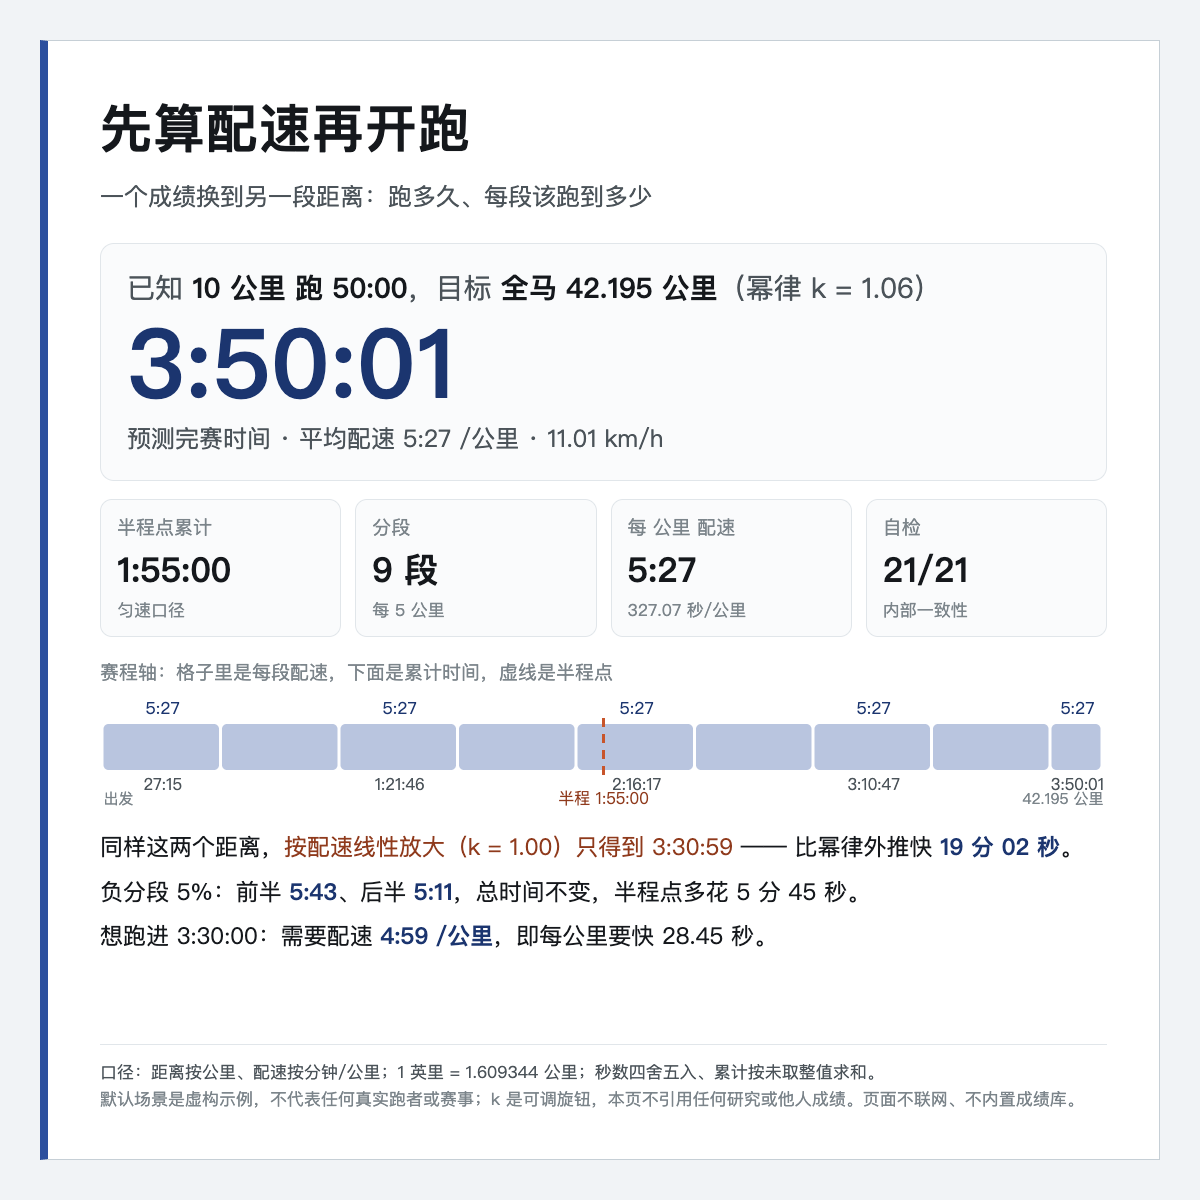 先算配速再开跑
一个成绩换到另一段距离：跑多久、每段该跑到多少
已知 10 公里 跑 50:00，目标 全马 42.195 公里（幂律 k = 1.06）
3:50:01
预测完赛时间 · 平均配速 5:27 /公里 · 11.01 km/h
半程点累计
1:55:00
匀速口径
分段
9 段
每 5 公里
每 公里 配速
5:27
327.07 秒/公里
自检
21/21
内部一致性
赛程轴：格子里是每段配速，下面是累计时间，虚线是半程点
5:27 5:27 5:27 5:27 5:27
27:15 1:21:46 2:16:17 3:10:47 3:50:01
出发 半程 1:55:00 42.195 公里
同样这两个距离，按配速线性放大（k = 1.00）只得到 3:30:59 —— 比幂律外推快 19 分 02 秒。
负分段 5%：前半 5:43、后半 5:11，总时间不变，半程点多花 5 分 45 秒。
想跑进 3:30:00：需要配速 4:59 /公里，即每公里要快 28.45 秒。
口径：距离按公里、配速按分钟/公里；1 英里 = 1.609344 公里；秒数四舍五入、累计按未取整值求和。
默认场景是虚构示例，不代表任何真实跑者或赛事；k 是可调旋钮，本页不引用任何研究或他人成绩。页面不联网、不内置成绩库。